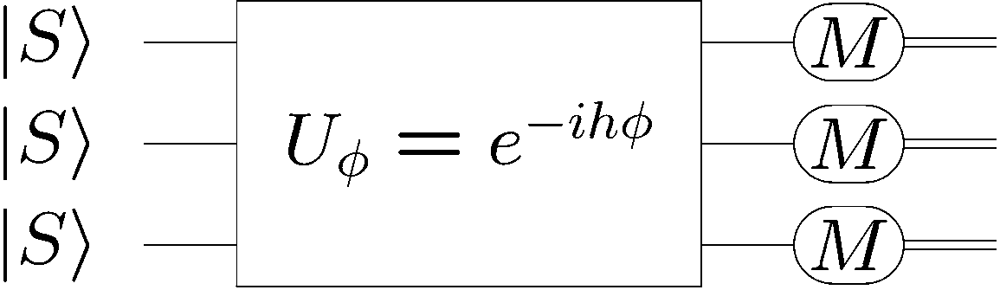 |S⟩ M
|S⟩ U_ϕ = e^{-ihϕ} M
|S⟩ M